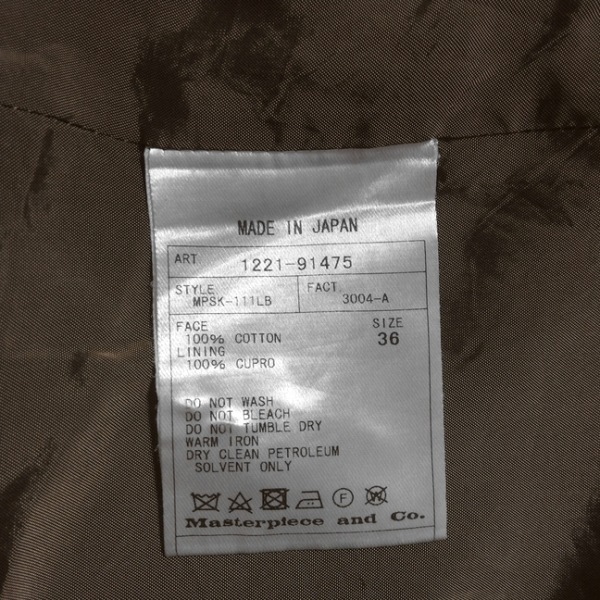 MADE IN JAPAN
ART 1221-91475
STYLE FACT
MPSK-111LB 3004-A
FACE SIZE
100% COTTON 36
LINING
100% CUPRO
DO NOT WASH
DO NOT BLEACH
DO NOT TUMBLE DRY
WARM IRON
DRY CLEAN PETROLEUM
SOLVENT ONLY
F W
Masterpiece and Co.